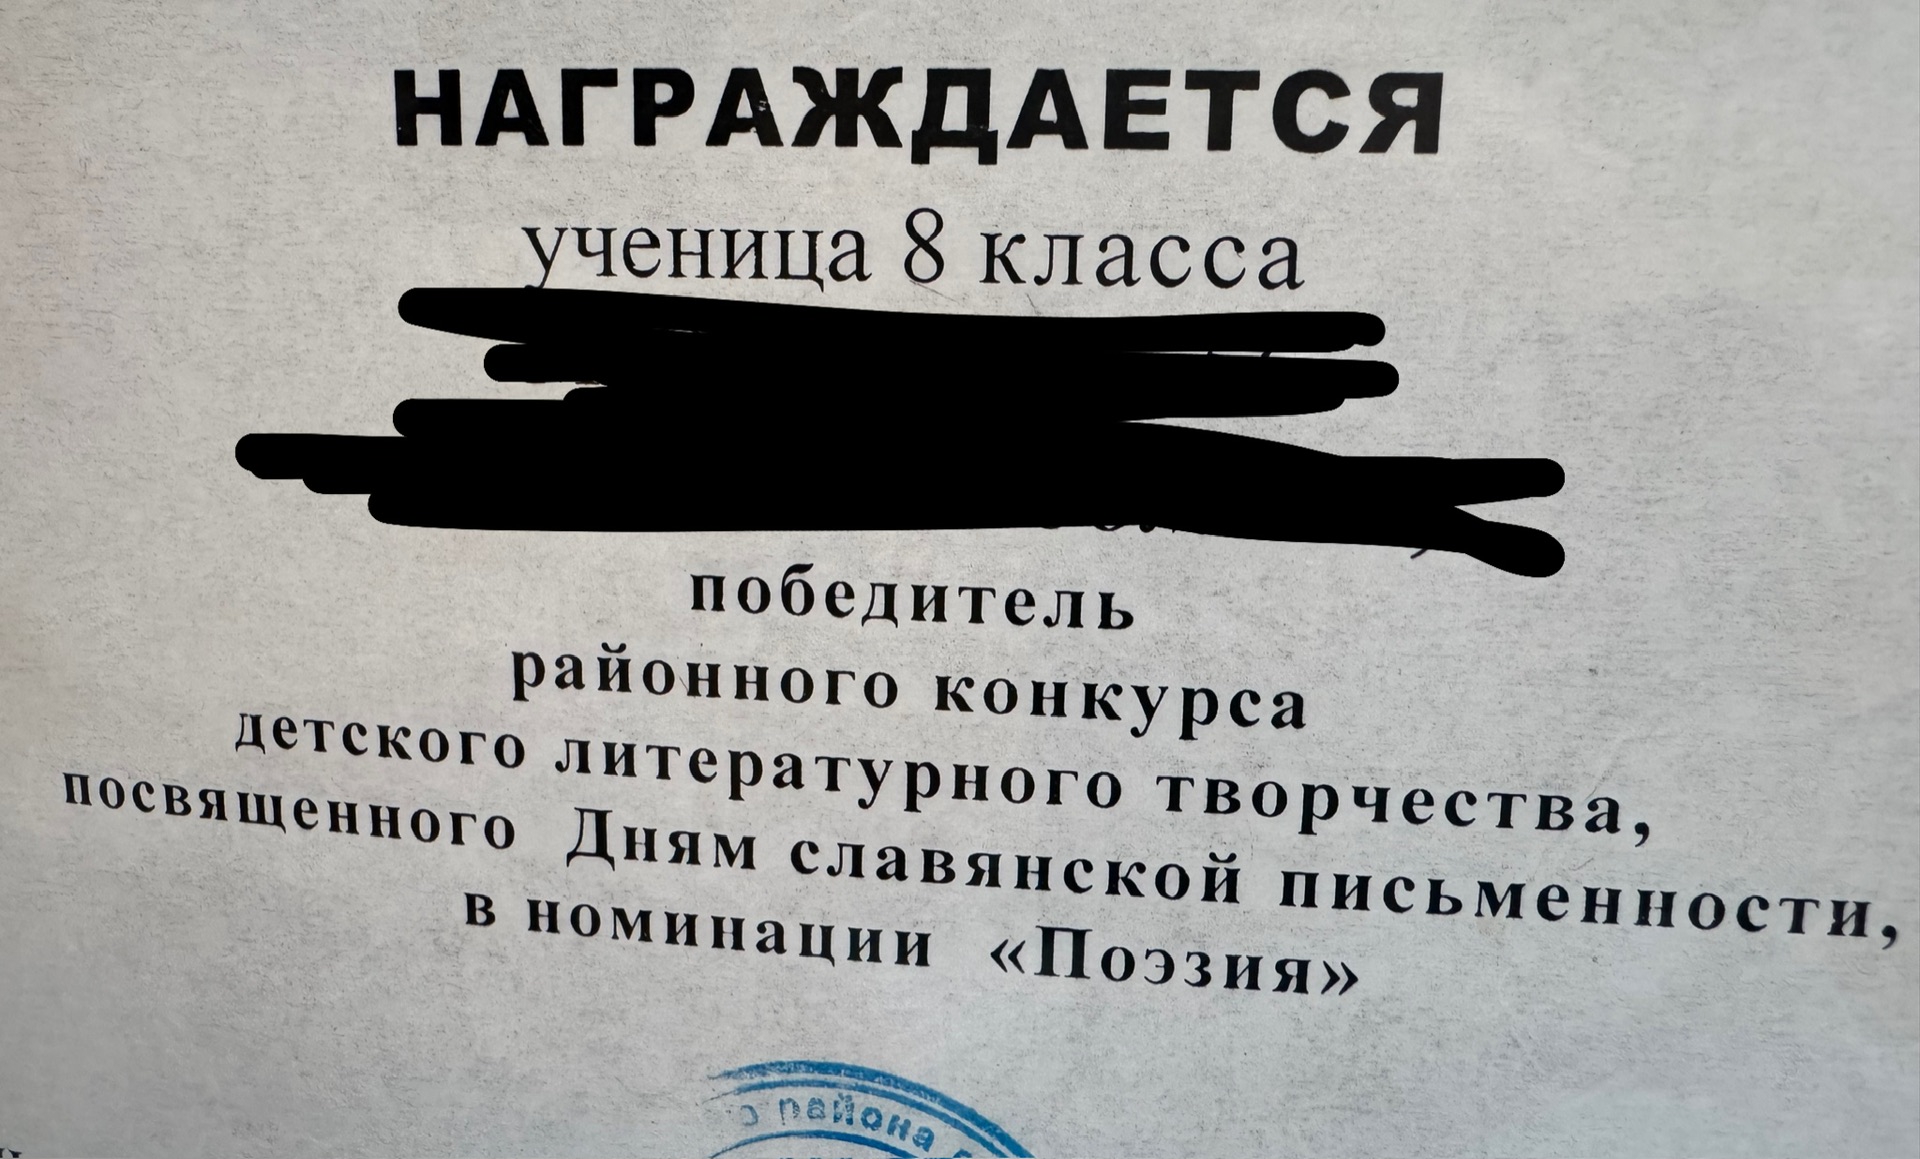 НАГРАЖДАЕТСЯ
ученица 8 класса
победитель
районного конкурса
детского литературного творчества,
посвященного Дням славянской письменности,
в номинации «Поэзия»
района